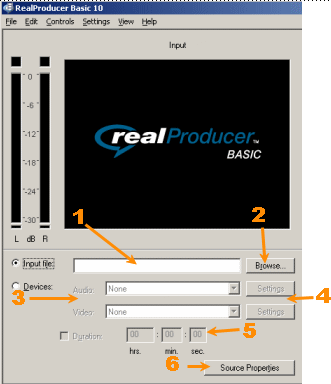 RealProducer Basic 10
File Edit Controls Settings View Help
Input
0
-6
-12
-18
-24
-30
L dB R
realProducer™
BASIC
1
2
Input file: Browse...
Devices:
3
Audio: None Settings
4
Video: None Settings
Duration: 00 : 00 : 00
5
hrs. min. sec.
6
Source Properties